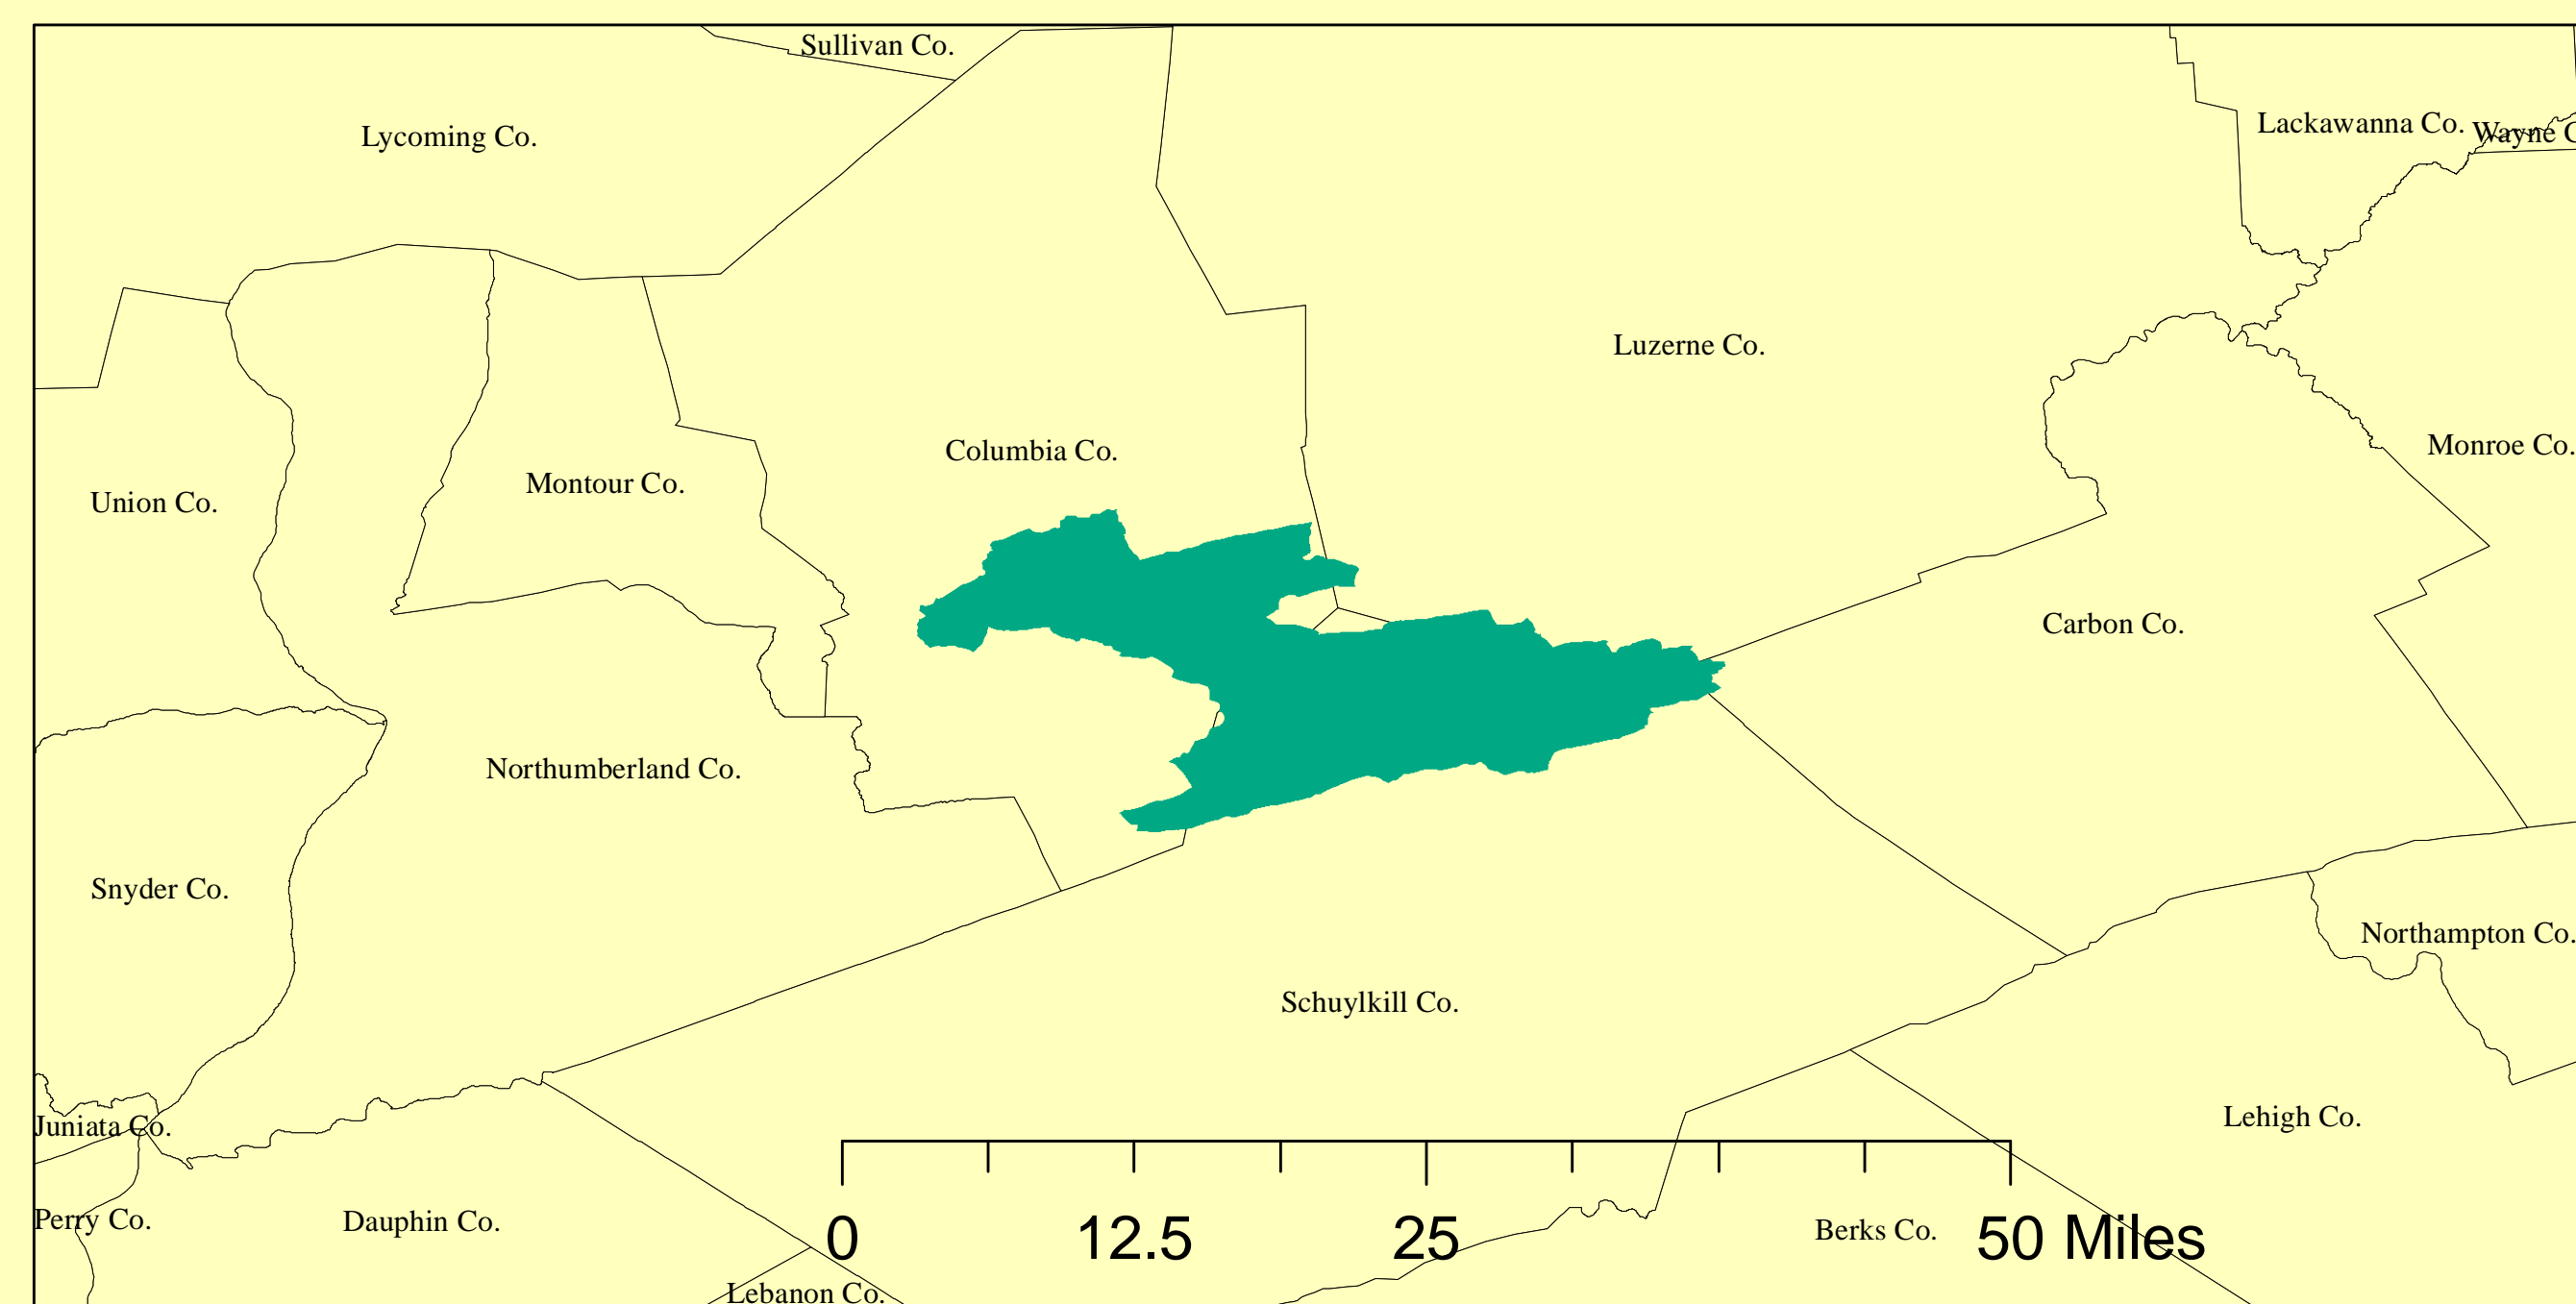 Sullivan Co.
Lycoming Co.
Lackawanna Co.
Wayne C
Luzerne Co.
Columbia Co.
Monroe Co.
Montour Co.
Union Co.
Carbon Co.
Northumberland Co.
Snyder Co.
Northampton Co.
Schuylkill Co.
Juniata Co.
Lehigh Co.
Perry Co.
Dauphin Co.
Berks Co.
0 12.5 25 50 Miles
Lebanon Co.